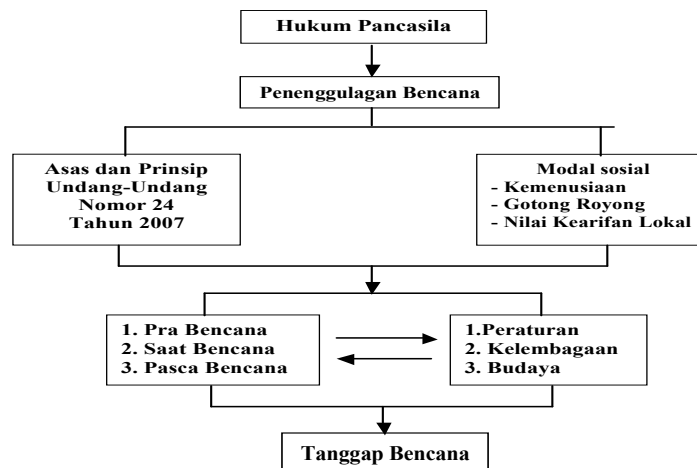 Hukum Pancasila
Penenggulagan Bencana
Asas dan Prinsip
Undang-Undang
Nomor 24
Tahun 2007
Modal sosial
- Kemenusiaan
- Gotong Royong
- Nilai Kearifan Lokal
1. Pra Bencana
2. Saat Bencana
3. Pasca Bencana
1.Peraturan
2. Kelembagaan
3. Budaya
Tanggap Bencana